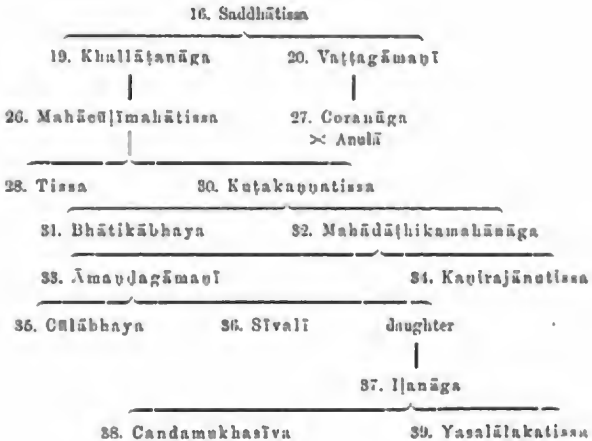 16. Saddhātissa
19. Khallāṭanāga 20. Vaṭṭagāmaṇī
26. Mahācūḷīmahātissa 27. Coranāga
× Anulā
28. Tissa 30. Kuṭakaṇṇatissa
31. Bhātikābhaya 32. Mahādāṭhikamahānāga
33. Āmaṇḍagāmaṇī 34. Kaṇirajānutissa
35. Cūlābhaya 36. Sīvalī daughter
37. Iḷanāga
38. Candamukhasīva 39. Yasalālakatissa